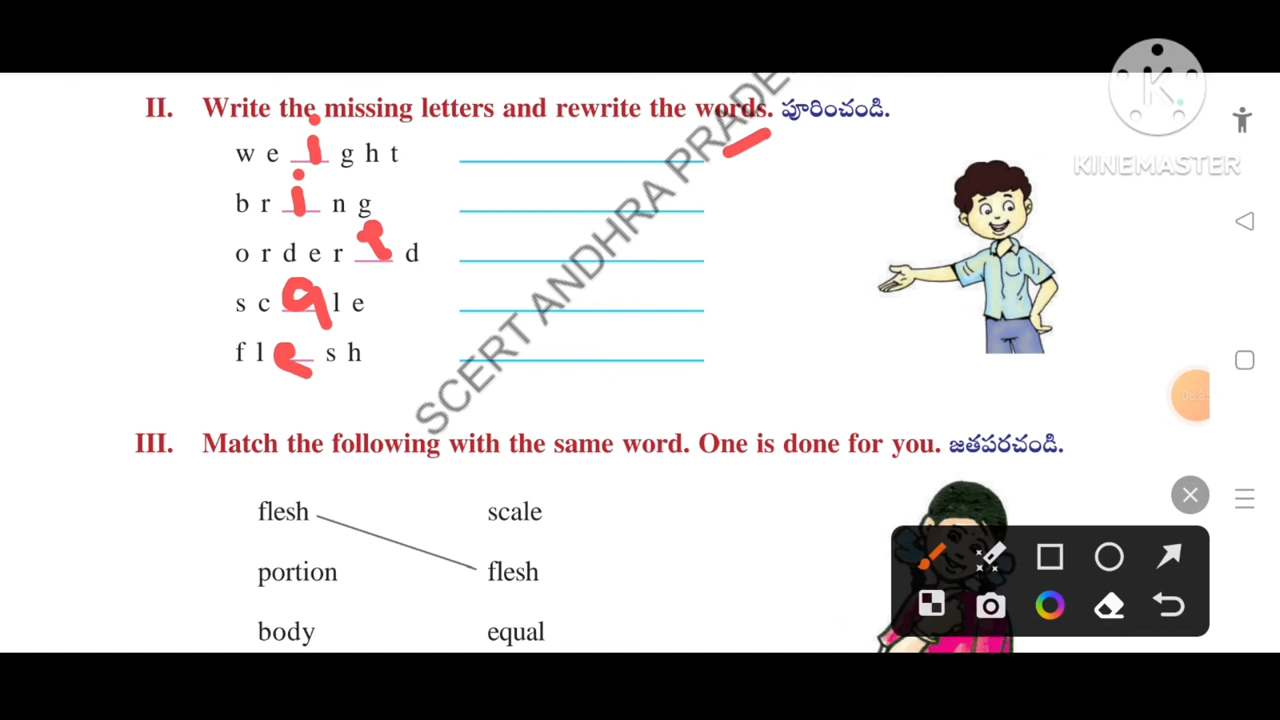 II. Write the missing letters and rewrite the words. పూరించండి.
w e i g h t
b r i n g
o r d e r e d
s c a l e
f l e s h
SCERT ANDHRA PRADE
KINEMASTER
III. Match the following with the same word. One is done for you. జతపరచండి.
flesh scale
portion flesh
body equal